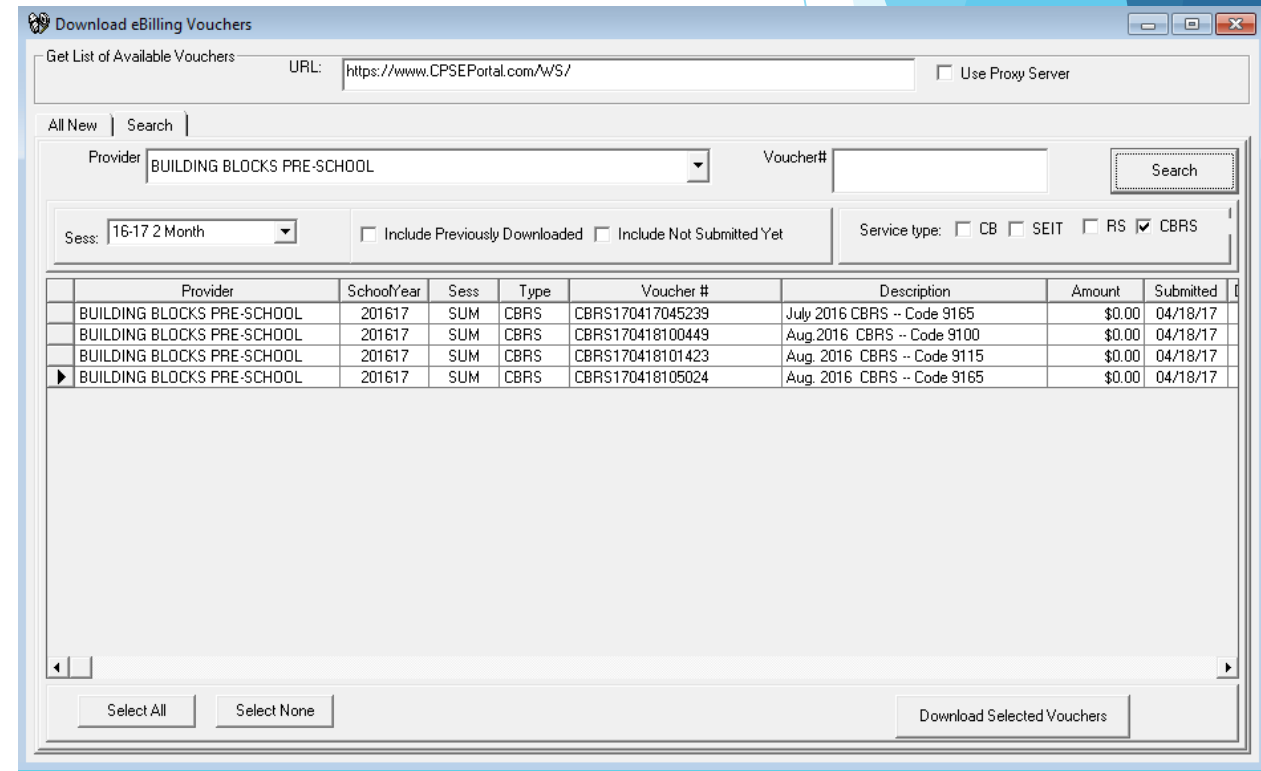 Download eBilling Vouchers
Get List of Available Vouchers
URL: https://www.CPSEPortal.com/WS/ Use Proxy Server
All New Search
Provider BUILDING BLOCKS PRE-SCHOOL Voucher# Search
Sess: 16-17 2 Month Include Previously Downloaded Include Not Submitted Yet Service type: CB SEIT RS CBRS
Provider SchoolYear Sess Type Voucher # Description Amount Submitted
BUILDING BLOCKS PRE-SCHOOL 201617 SUM CBRS CBRS170417045239 July 2016 CBRS -- Code 9165 $0.00 04/18/17
BUILDING BLOCKS PRE-SCHOOL 201617 SUM CBRS CBRS170418100449 Aug.2016 CBRS -- Code 9100 $0.00 04/18/17
BUILDING BLOCKS PRE-SCHOOL 201617 SUM CBRS CBRS170418101423 Aug. 2016 CBRS -- Code 9115 $0.00 04/18/17
BUILDING BLOCKS PRE-SCHOOL 201617 SUM CBRS CBRS170418105024 Aug. 2016 CBRS -- Code 9165 $0.00 04/18/17
Select All Select None Download Selected Vouchers